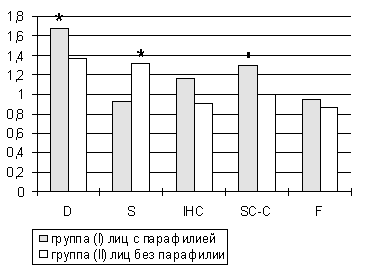 1,8
1,6
1,4
1,2
1
0,8
0,6
0,4
0,2
0
* * *
D S IHC SC-C F
группа (I) лиц с парафилией
группа (II) лиц без парафилии